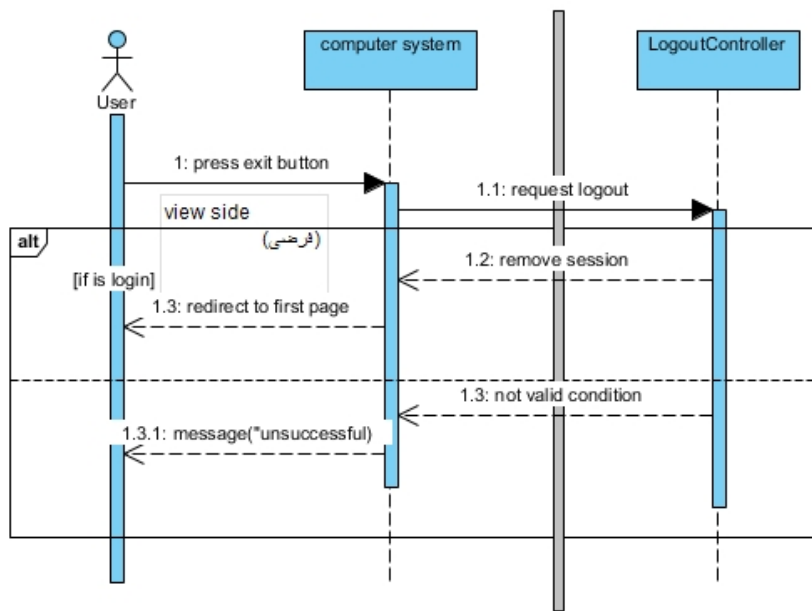 computer system
LogoutController
User
1: press exit button
1.1: request logout
view side
(فرضی)
alt
[if is login]
1.2: remove session
1.3: redirect to first page
1.3: not valid condition
1.3.1: message("unsuccessful)